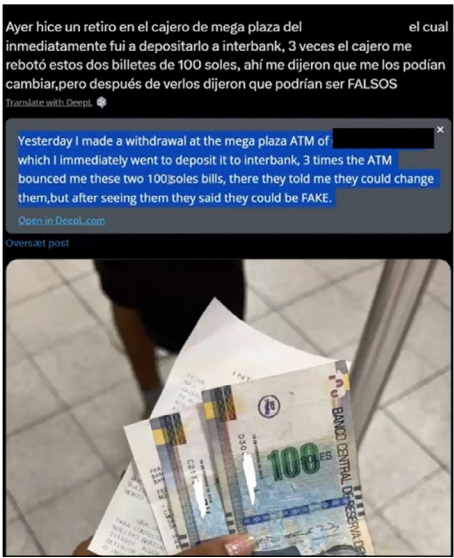 Ayer hice un retiro en el cajero de mega plaza del el cual
inmediatamente fui a depositarlo a interbank, 3 veces el cajero me
rebotó estos dos billetes de 100 soles, ahí me dijeron que me los podían
cambiar,pero después de verlos dijeron que podrían ser FALSOS
Translate with DeepL
Yesterday I made a withdrawal at the mega plaza ATM of
which I immediately went to deposit it to interbank, 3 times the ATM
bounced me these two 100 soles bills, there they told me they could change
them,but after seeing them they said they could be FAKE.
Open in DeepL.com
Oversæt post
BANCO CENTRAL DE RESERVA DE
100